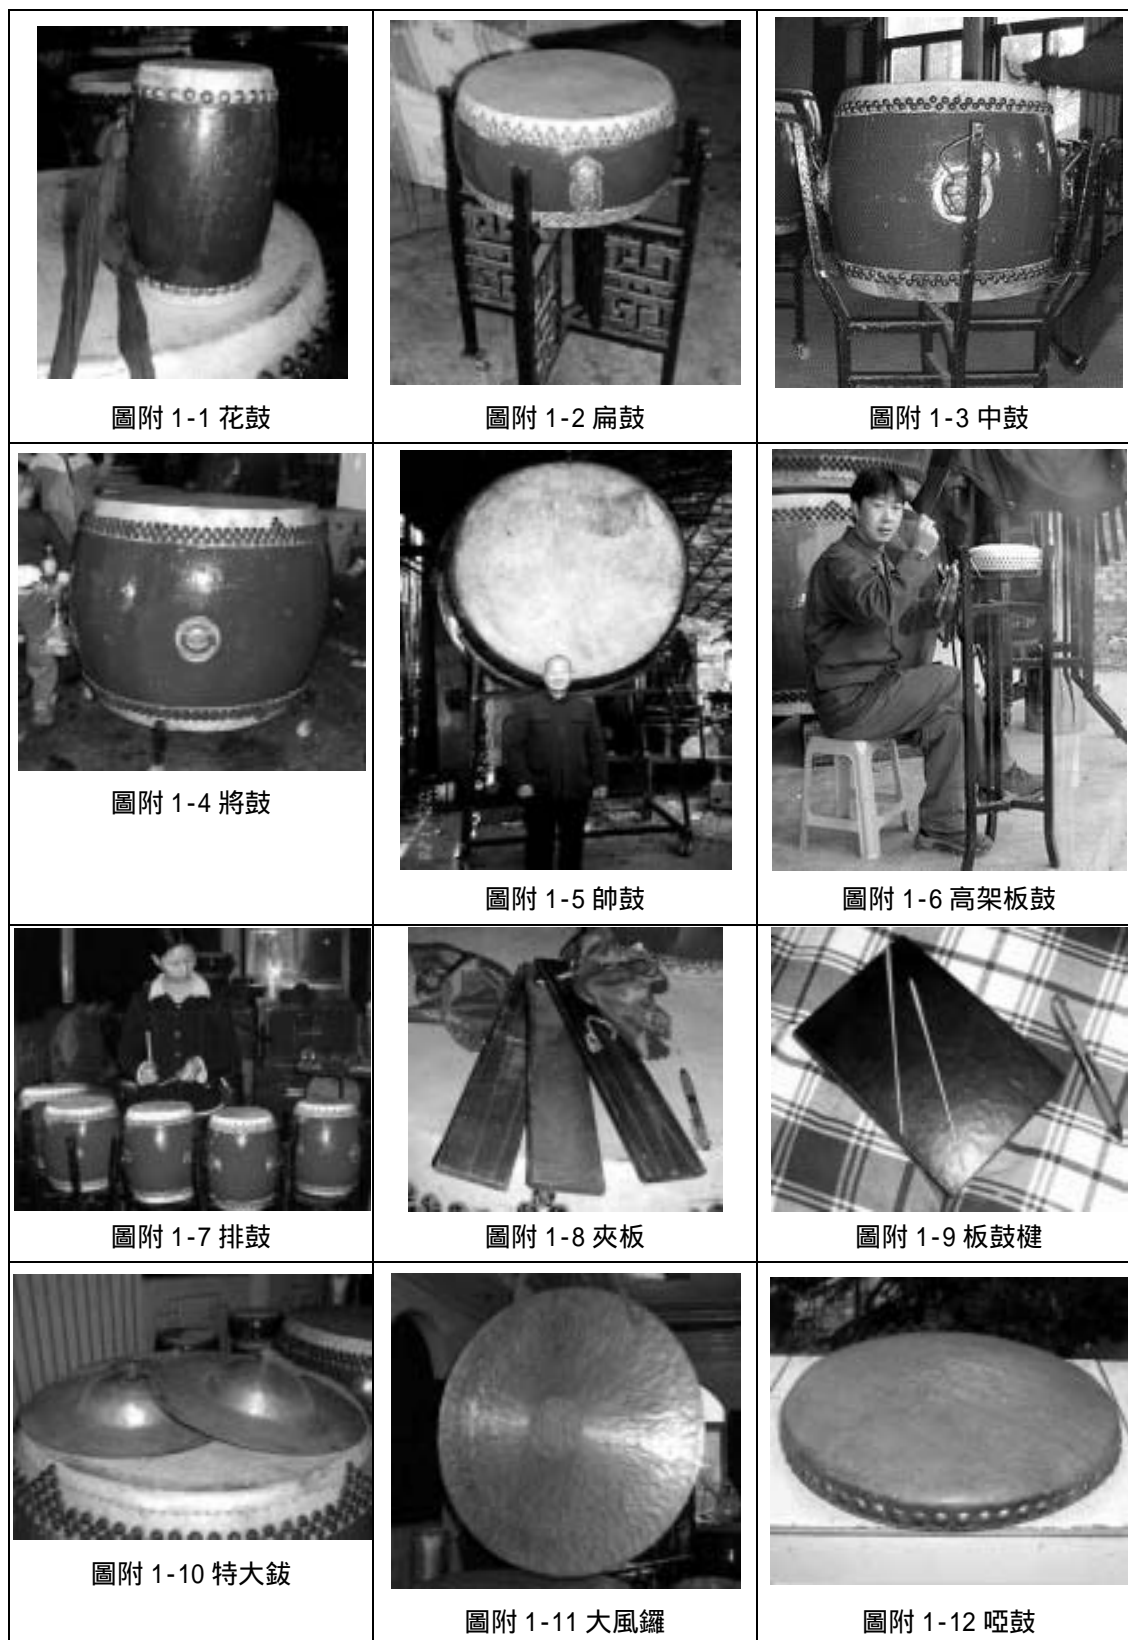 圖附 1-1 花鼓
圖附 1-2 扁鼓
圖附 1-3 中鼓
圖附 1-4 將鼓
圖附 1-5 帥鼓
圖附 1-6 高架板鼓
圖附 1-7 排鼓
圖附 1-8 夾板
圖附 1-9 板鼓楗
圖附 1-10 特大鈸
圖附 1-11 大風鑼
圖附 1-12 啞鼓